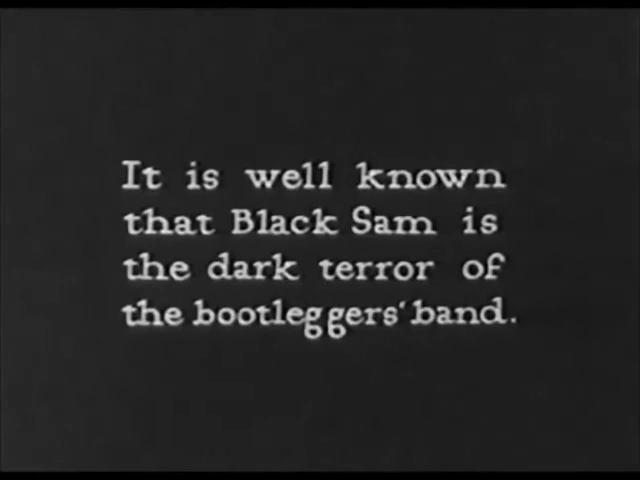 It is well known
that Black Sam is
the dark terror of
the bootleggers' band.